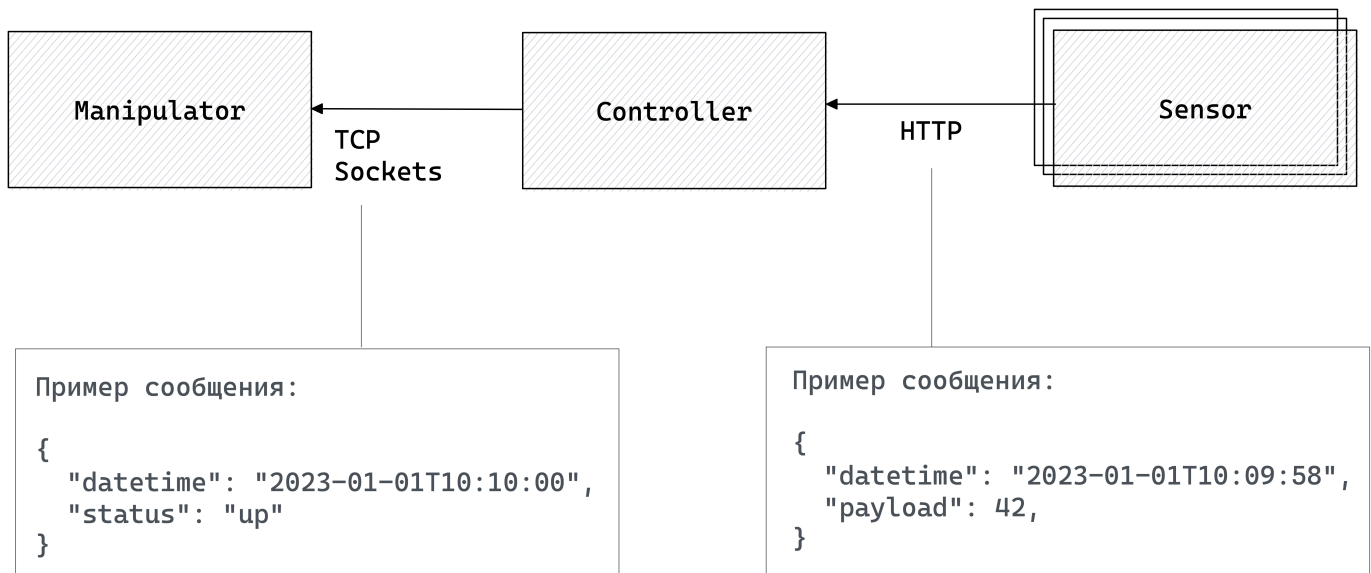 Manipulator
TCP
Sockets
Controller
HTTP
Sensor
Пример сообщения:
{
  "datetime": "2023-01-01T10:10:00",
  "status": "up"
}
Пример сообщения:
{
  "datetime": "2023-01-01T10:09:58",
  "payload": 42,
}